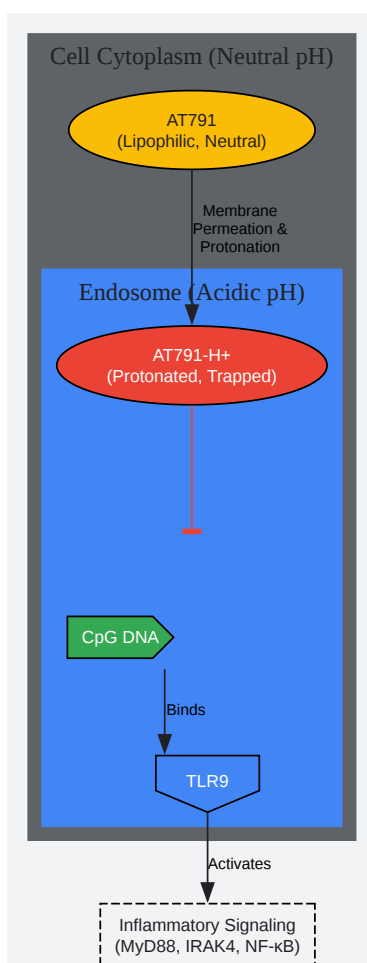 Cell Cytoplasm (Neutral pH)
AT791
(Lipophilic, Neutral)
Membrane
Permeation &
Protonation
Endosome (Acidic pH)
AT791-H+
(Protonated, Trapped)
CpG DNA
Binds
TLR9
Activates
Inflammatory Signaling
(MyD88, IRAK4, NF-κB)